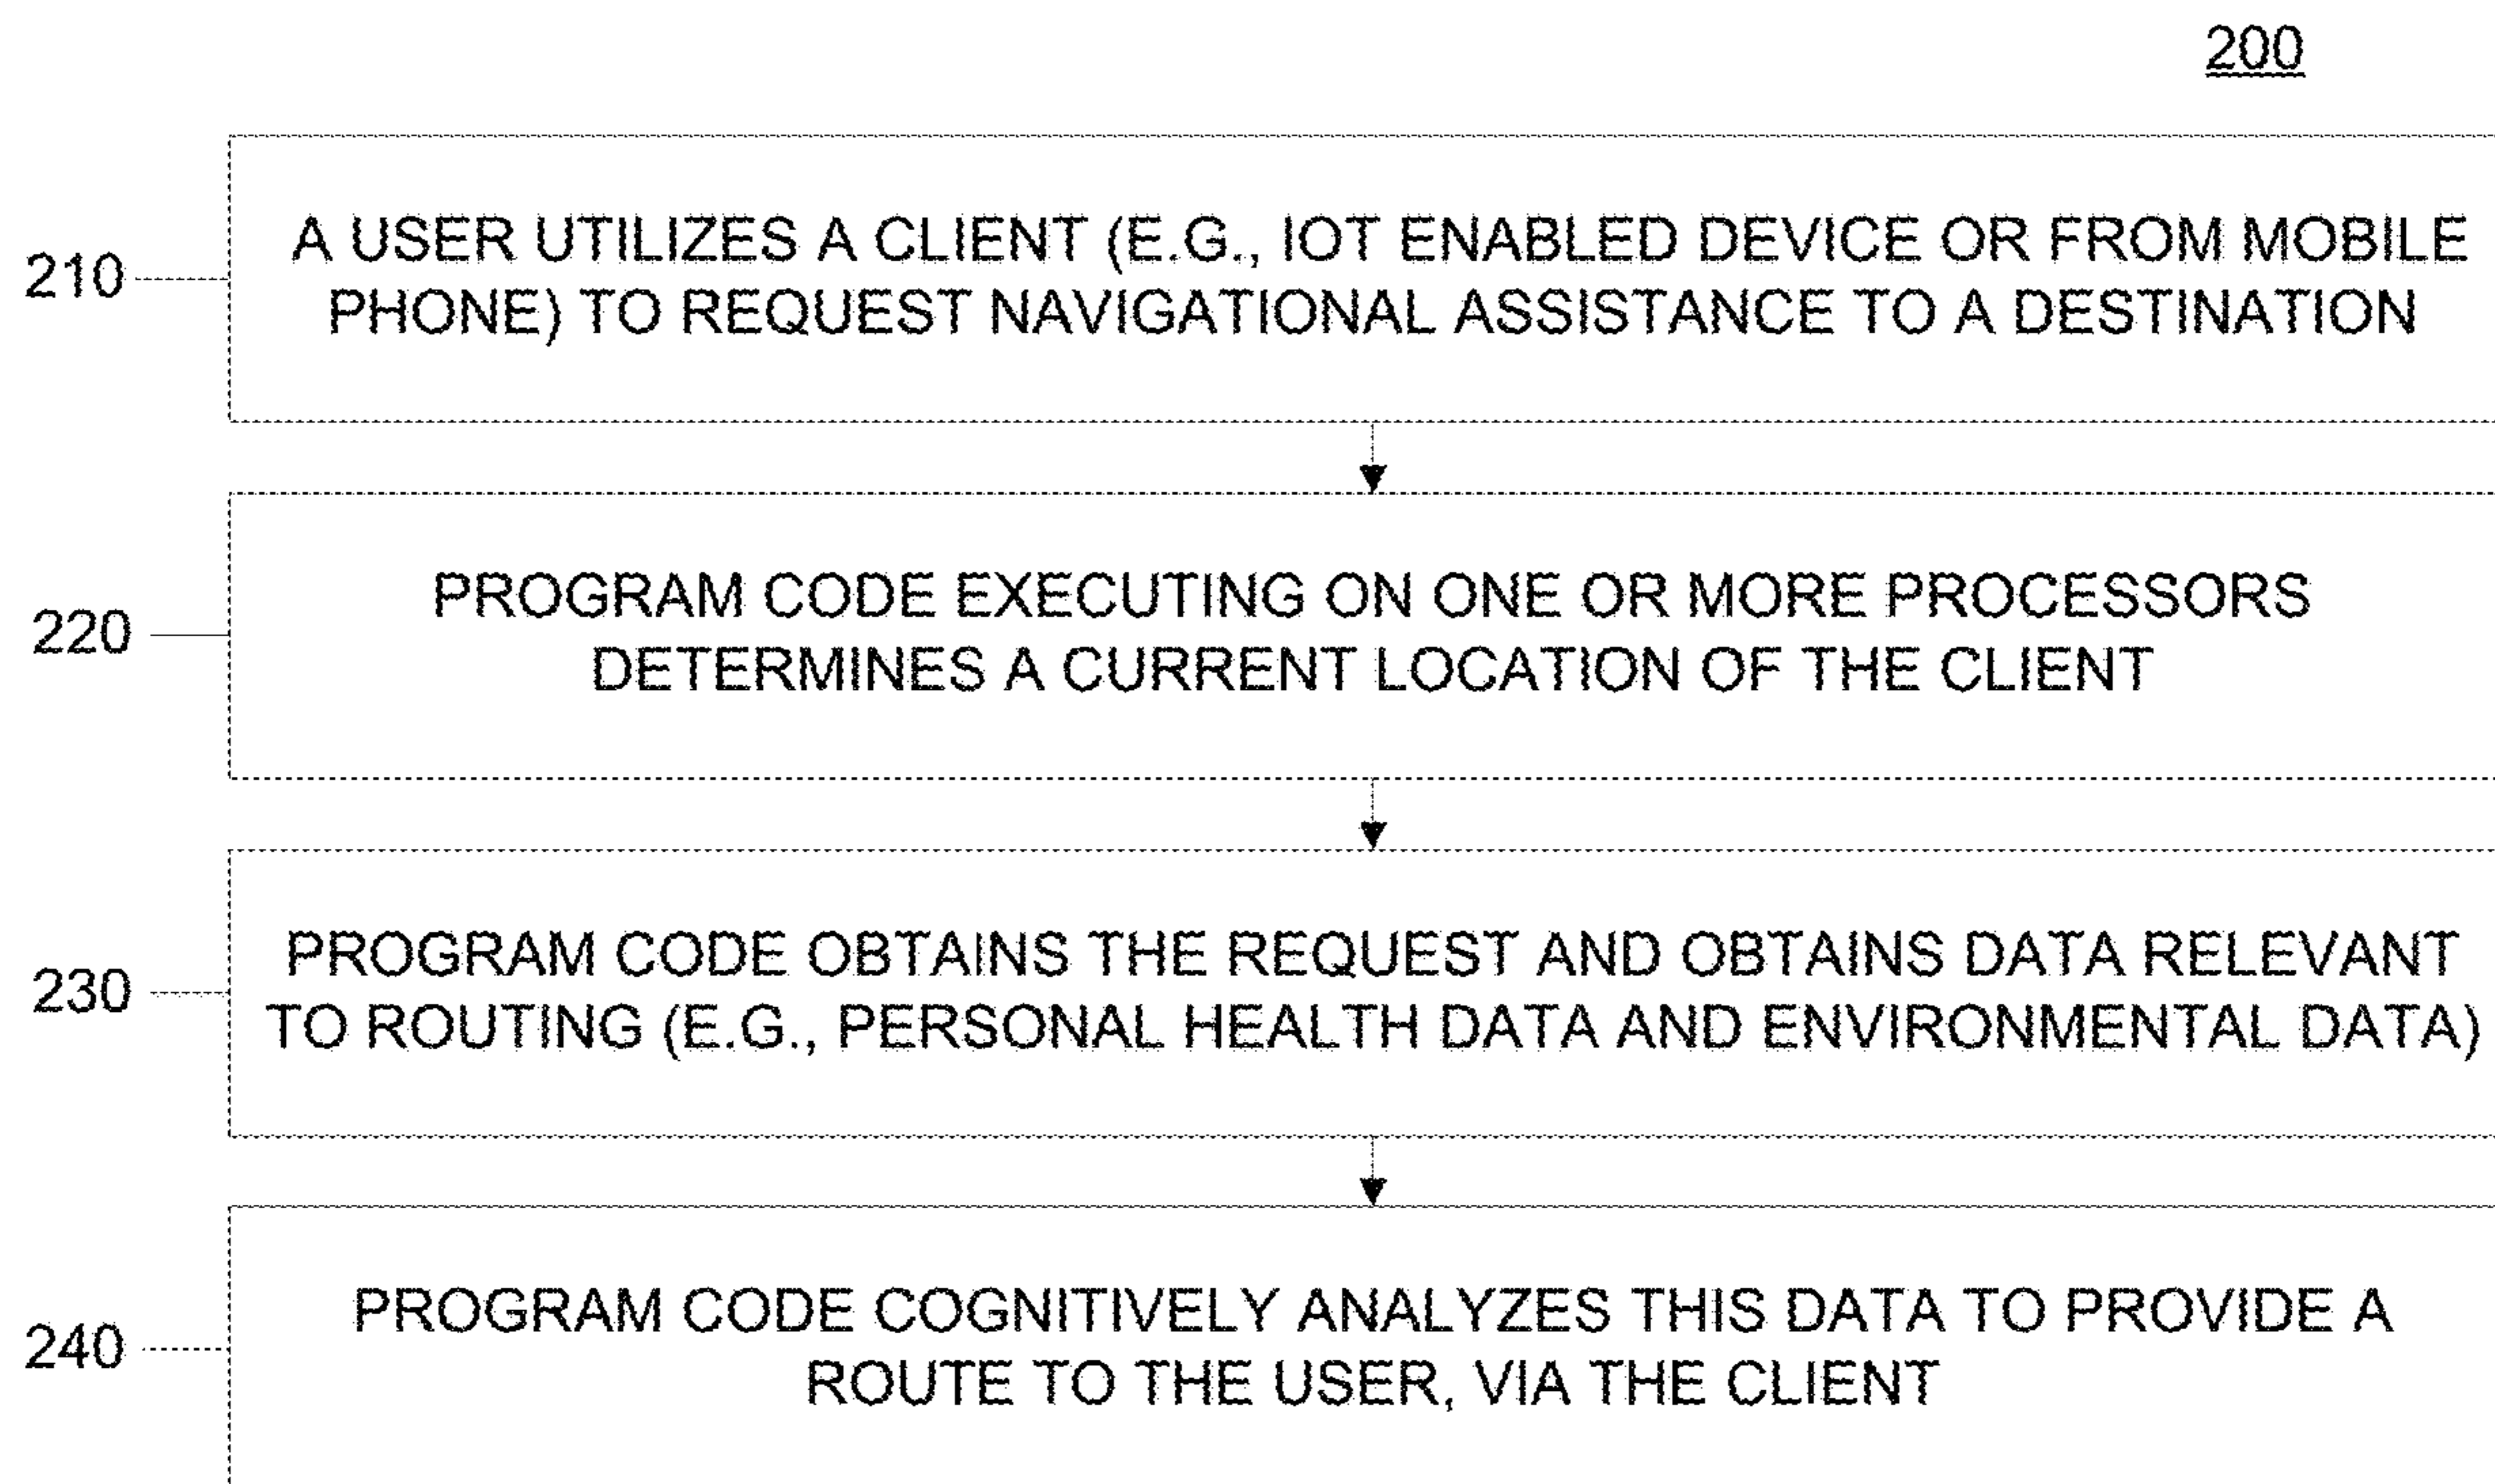 200
210
A USER UTILIZES A CLIENT (E.G., IOT ENABLED DEVICE OR FROM MOBILE
PHONE) TO REQUEST NAVIGATIONAL ASSISTANCE TO A DESTINATION
220
PROGRAM CODE EXECUTING ON ONE OR MORE PROCESSORS
DETERMINES A CURRENT LOCATION OF THE CLIENT
230
PROGRAM CODE OBTAINS THE REQUEST AND OBTAINS DATA RELEVANT
TO ROUTING (E.G., PERSONAL HEALTH DATA AND ENVIRONMENTAL DATA)
240
PROGRAM CODE COGNITIVELY ANALYZES THIS DATA TO PROVIDE A
ROUTE TO THE USER, VIA THE CLIENT